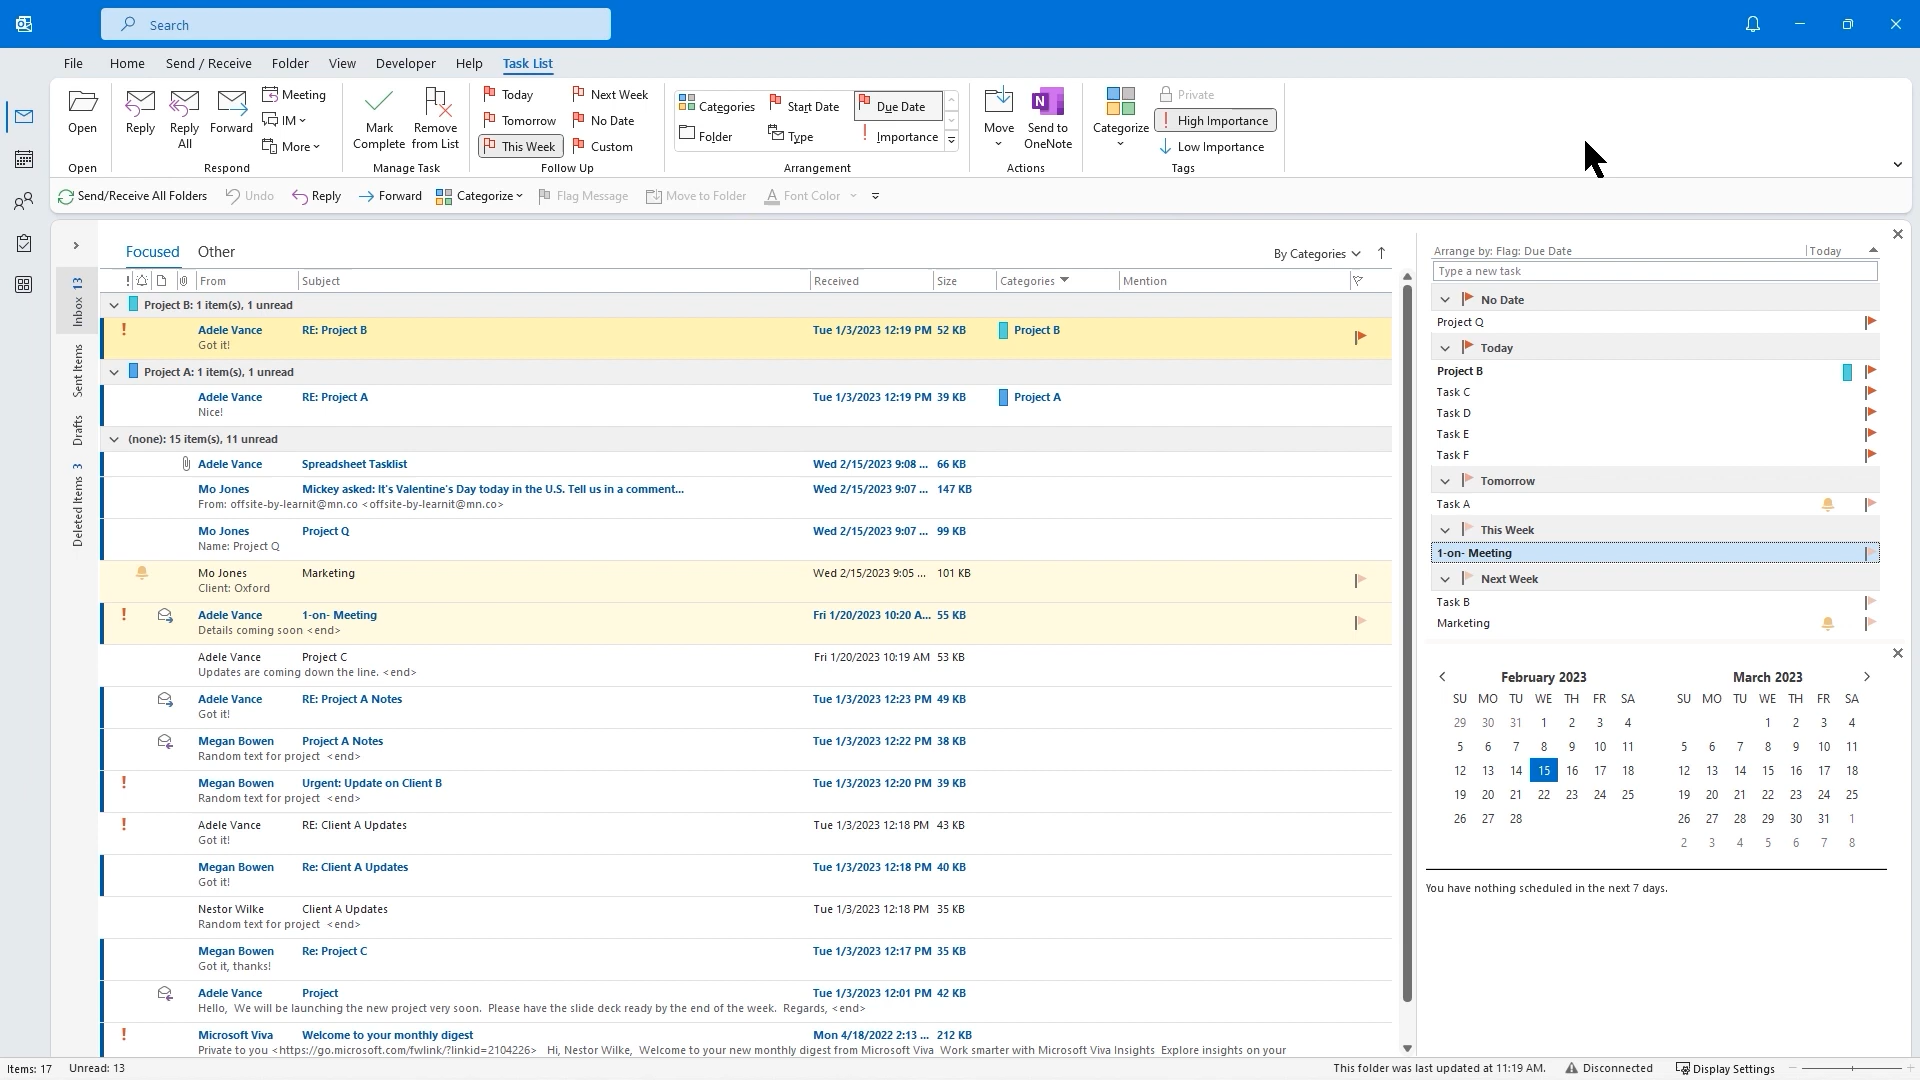 Search
File Home Send / Receive Folder View Developer Help Task List
Open
Open
Reply
Reply All
Forward
Meeting
IM
More
Respond
Mark Complete
Remove from List
Manage Task
Today
Next Week
Tomorrow
No Date
This Week
Custom
Follow Up
Categories
Start Date
Due Date
Folder
Type
Importance
Arrangement
Move
Send to OneNote
Actions
Categorize
Private
High Importance
Low Importance
Tags
Send/Receive All Folders Undo Reply Forward Categorize Flag Message Move to Folder Font Color
Inbox 13
Sent Items
Drafts
Deleted Items 3
Focused Other By Categories
! From Subject Received Size Categories Mention
Project B: 1 item(s), 1 unread
! Adele Vance RE: Project B Tue 1/3/2023 12:19 PM 52 KB Project B
Got it!
Project A: 1 item(s), 1 unread
Adele Vance RE: Project A Tue 1/3/2023 12:19 PM 39 KB Project A
Nice!
(none): 15 item(s), 11 unread
Adele Vance Spreadsheet Tasklist Wed 2/15/2023 9:08 ... 66 KB
Mo Jones Mickey asked: It's Valentine's Day today in the U.S. Tell us in a comment... Wed 2/15/2023 9:07 ... 147 KB
From: offsite-by-learnit@mn.co <offsite-by-learnit@mn.co>
Mo Jones Project Q Wed 2/15/2023 9:07 ... 99 KB
Name: Project Q
Mo Jones Marketing Wed 2/15/2023 9:05 ... 101 KB
Client: Oxford
! Adele Vance 1-on- Meeting Fri 1/20/2023 10:20 A... 55 KB
Details coming soon <end>
Adele Vance Project C Fri 1/20/2023 10:19 AM 53 KB
Updates are coming down the line. <end>
Adele Vance RE: Project A Notes Tue 1/3/2023 12:23 PM 49 KB
Got it!
Megan Bowen Project A Notes Tue 1/3/2023 12:22 PM 38 KB
Random text for project <end>
! Megan Bowen Urgent: Update on Client B Tue 1/3/2023 12:20 PM 39 KB
Random text for project <end>
! Adele Vance RE: Client A Updates Tue 1/3/2023 12:18 PM 43 KB
Got it!
Megan Bowen Re: Client A Updates Tue 1/3/2023 12:18 PM 40 KB
Got it!
Nestor Wilke Client A Updates Tue 1/3/2023 12:18 PM 35 KB
Random text for project <end>
Megan Bowen Re: Project C Tue 1/3/2023 12:17 PM 35 KB
Got it, thanks!
Adele Vance Project Tue 1/3/2023 12:01 PM 42 KB
Hello, We will be launching the new project very soon. Please have the slide deck ready by the end of the week. Regards, <end>
! Microsoft Viva Welcome to your monthly digest Mon 4/18/2022 2:13 ... 212 KB
Private to you <https://go.microsoft.com/fwlink/?linkid=2104226> Hi, Nestor Wilke, Welcome to your new monthly digest from Microsoft Viva Work smarter with Microsoft Viva Insights Explore insights on your
Arrange by: Flag: Due Date Today
Type a new task
No Date
Project Q
Today
Project B
Task C
Task D
Task E
Task F
Tomorrow
Task A
This Week
1-on- Meeting
Next Week
Task B
Marketing
February 2023
SU MO TU WE TH FR SA
29 30 31 1 2 3 4
5 6 7 8 9 10 11
12 13 14 15 16 17 18
19 20 21 22 23 24 25
26 27 28
March 2023
SU MO TU WE TH FR SA
1 2 3 4
5 6 7 8 9 10 11
12 13 14 15 16 17 18
19 20 21 22 23 24 25
26 27 28 29 30 31 1
2 3 4 5 6 7 8
You have nothing scheduled in the next 7 days.
Items: 17 Unread: 13 This folder was last updated at 11:19 AM. Disconnected Display Settings